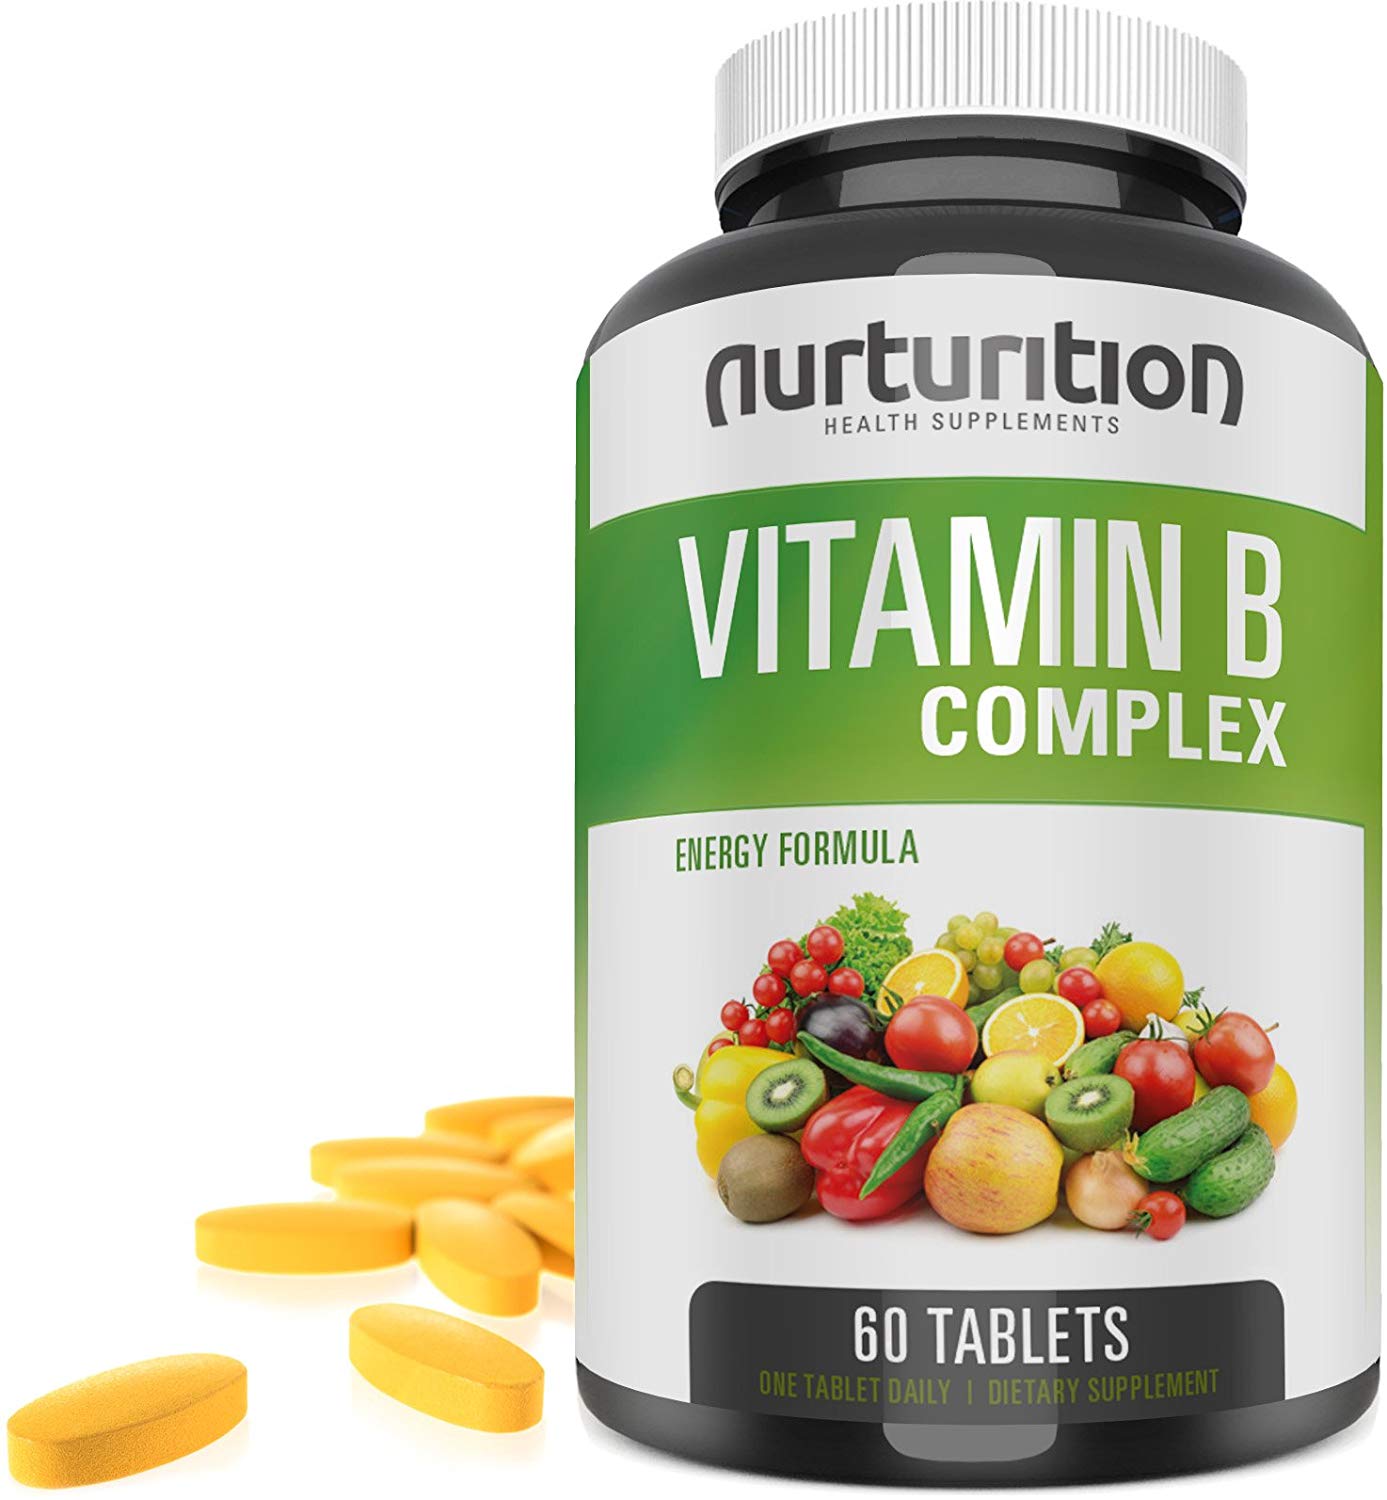 nurturition
HEALTH SUPPLEMENTS
VITAMIN B
COMPLEX
ENERGY FORMULA
60 TABLETS
ONE TABLET DAILY | DIETARY SUPPLEMENT